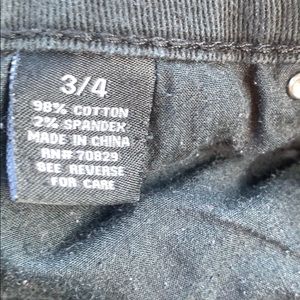 3/4
98% COTTON
2% SPANDEX
MADE IN CHINA
RN# 70829
SEE REVERSE
FOR CARE